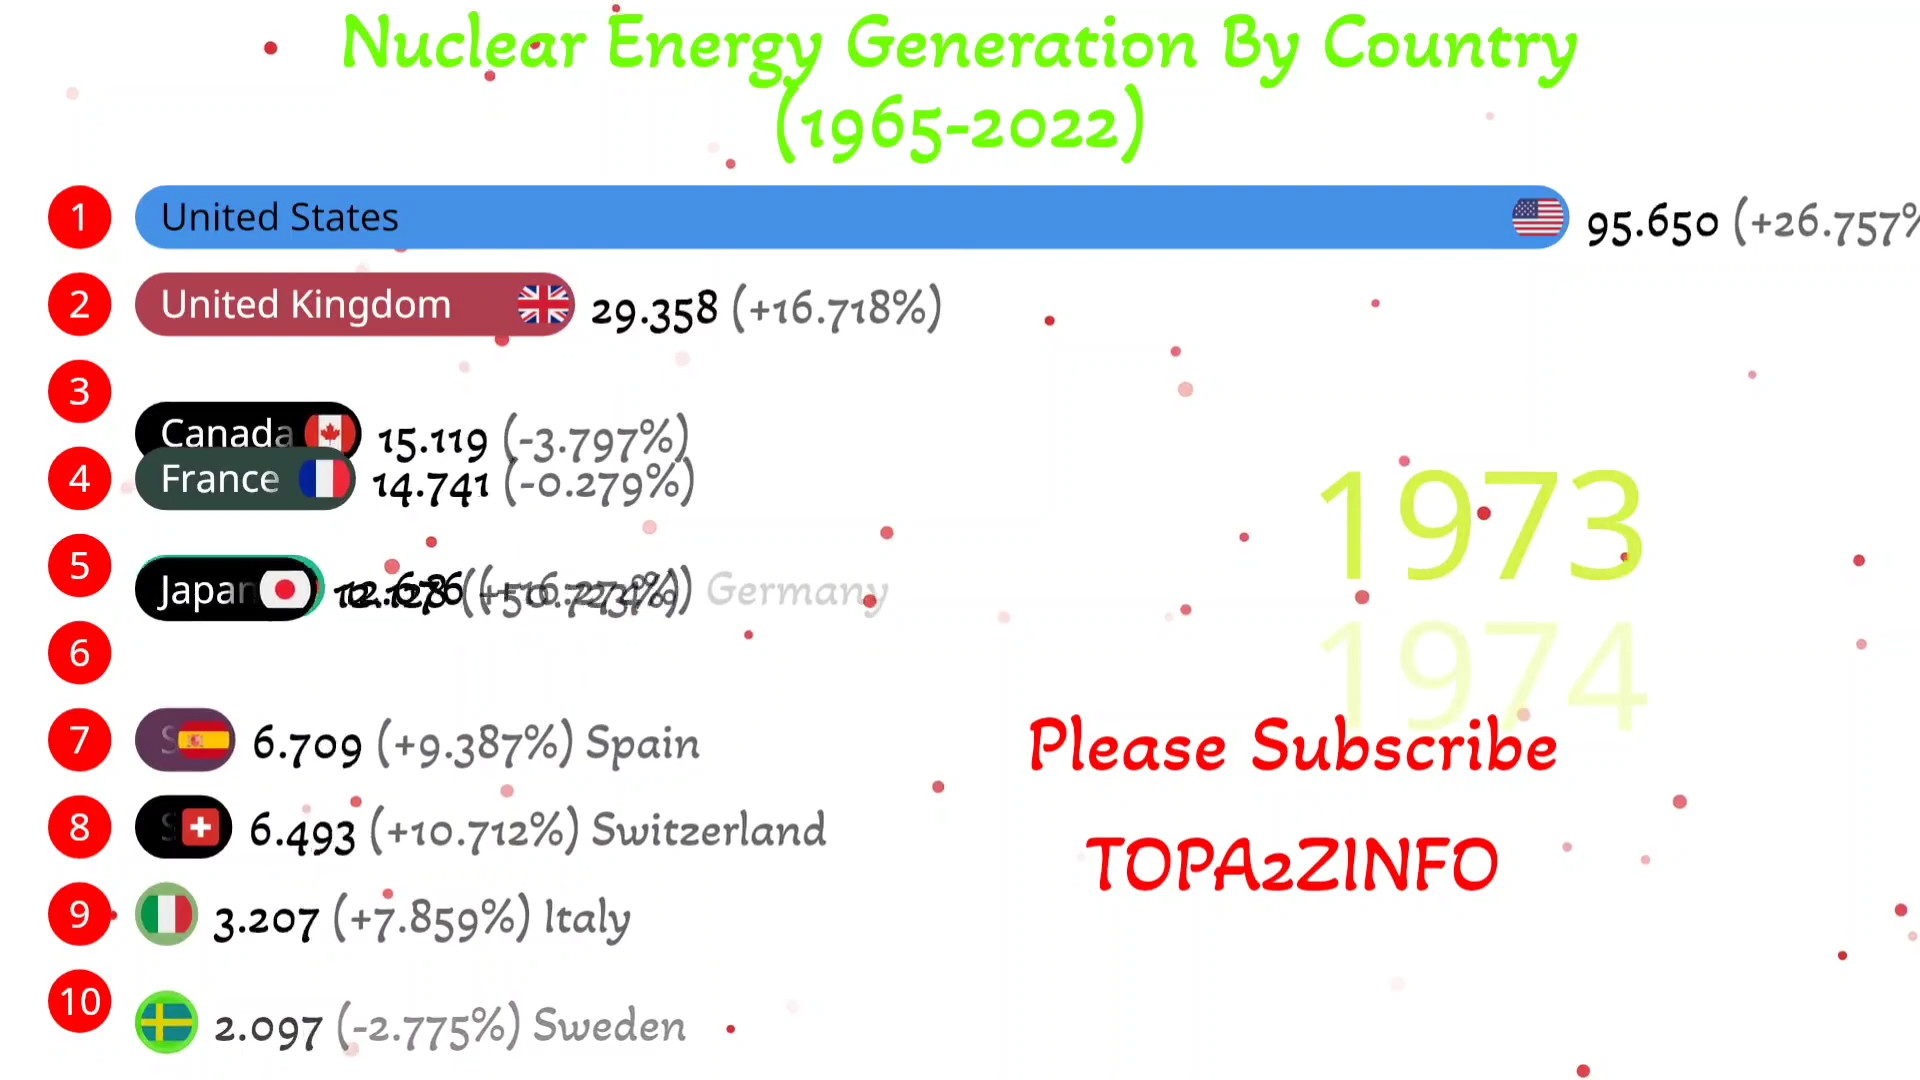 Nuclear Energy Generation By Country
(1965-2022)
1 United States 95.650 (+26.757%
2 United Kingdom 29.358 (+16.718%)
3
Canada 15.119 (-3.797%)
4 France 14.741 (-0.279%)
5
Japan Germany
6
7 Spain 6.709 (+9.387%) Spain
8 6.493 (+10.712%) Switzerland
9 3.207 (+7.859%) Italy
10 2.097 (-2.775%) Sweden
1973
1974
Please Subscribe
TOPA2ZINFO